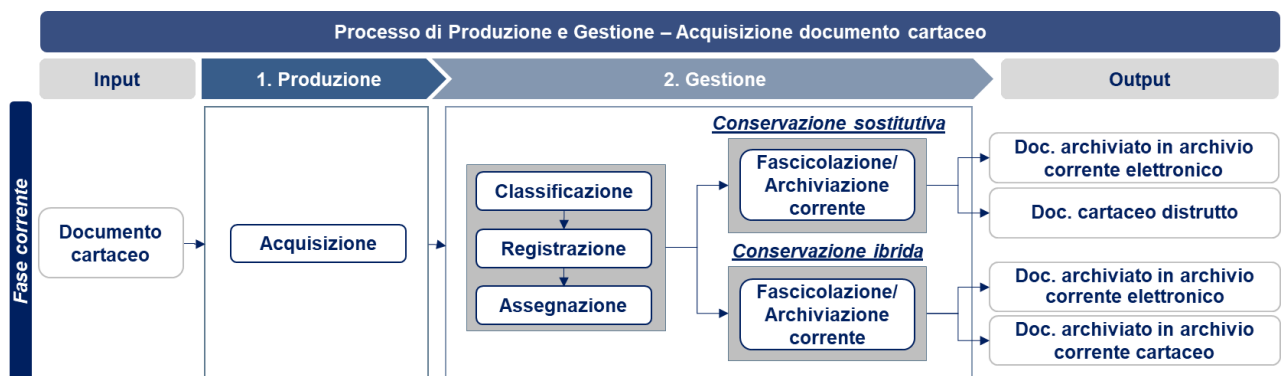 Processo di Produzione e Gestione – Acquisizione documento cartaceo
Input
1. Produzione
2. Gestione
Output
Fase corrente
Documento
cartaceo
Acquisizione
Classificazione
Registrazione
Assegnazione
Conservazione sostitutiva
Fascicolazione/
Archiviazione
corrente
Conservazione ibrida
Fascicolazione/
Archiviazione
corrente
Doc. archiviato in archivio
corrente elettronico
Doc. cartaceo distrutto
Doc. archiviato in archivio
corrente elettronico
Doc. archiviato in archivio
corrente cartaceo